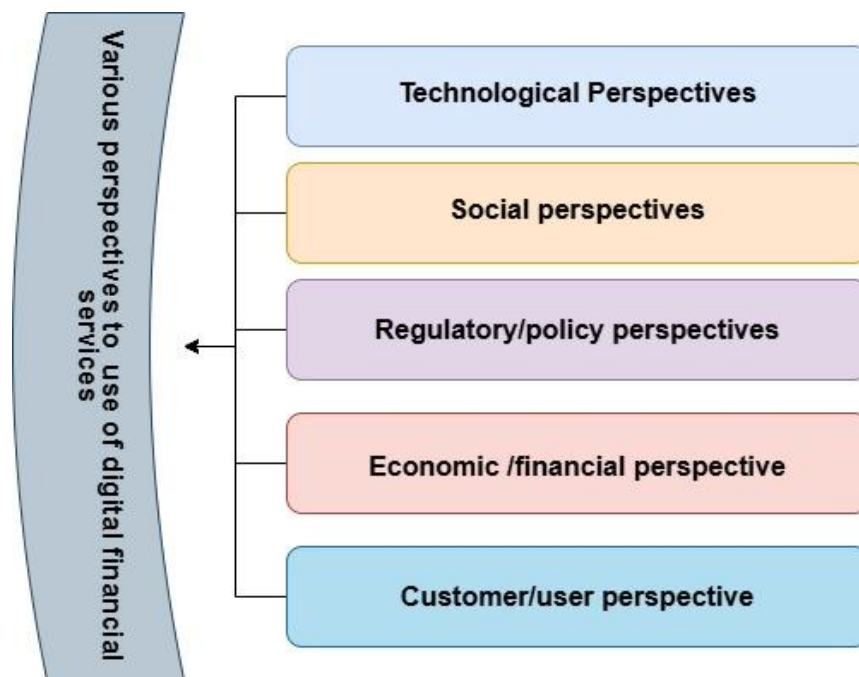 Various perspectives to use of digital financial
services
Technological Perspectives
Social perspectives
Regulatory/policy perspectives
Economic /financial perspective
Customer/user perspective